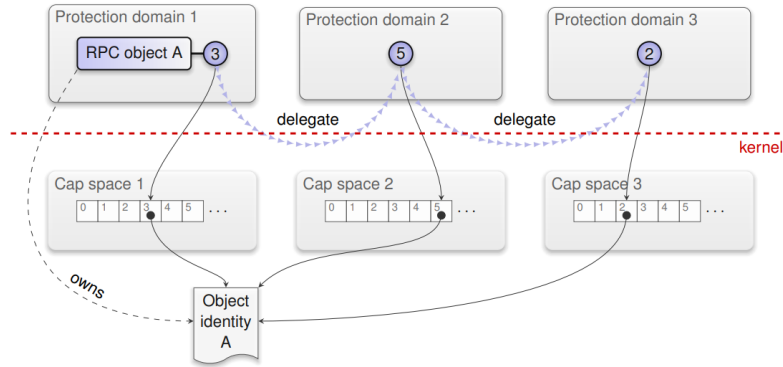 Protection domain 1
Protection domain 2
Protection domain 3
RPC object A
3
5
2
delegate
delegate
kernel
Cap space 1
Cap space 2
Cap space 3
0 1 2 3 4 5 ...
0 1 2 3 4 5 ...
0 1 2 3 4 5 ...
owns
Object
identity
A